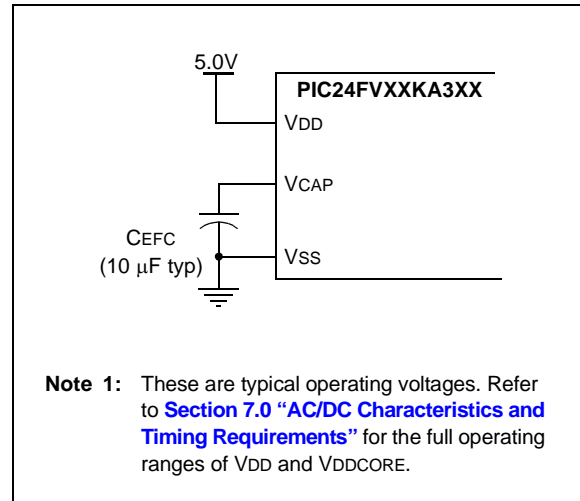 5.0V
PIC24FVXXKA3XX
VDD
VCAP
CEFC
(10 μF typ)
VSS
Note 1: These are typical operating voltages. Refer
to Section 7.0 “AC/DC Characteristics and
Timing Requirements” for the full operating
ranges of VDD and VDDCORE.